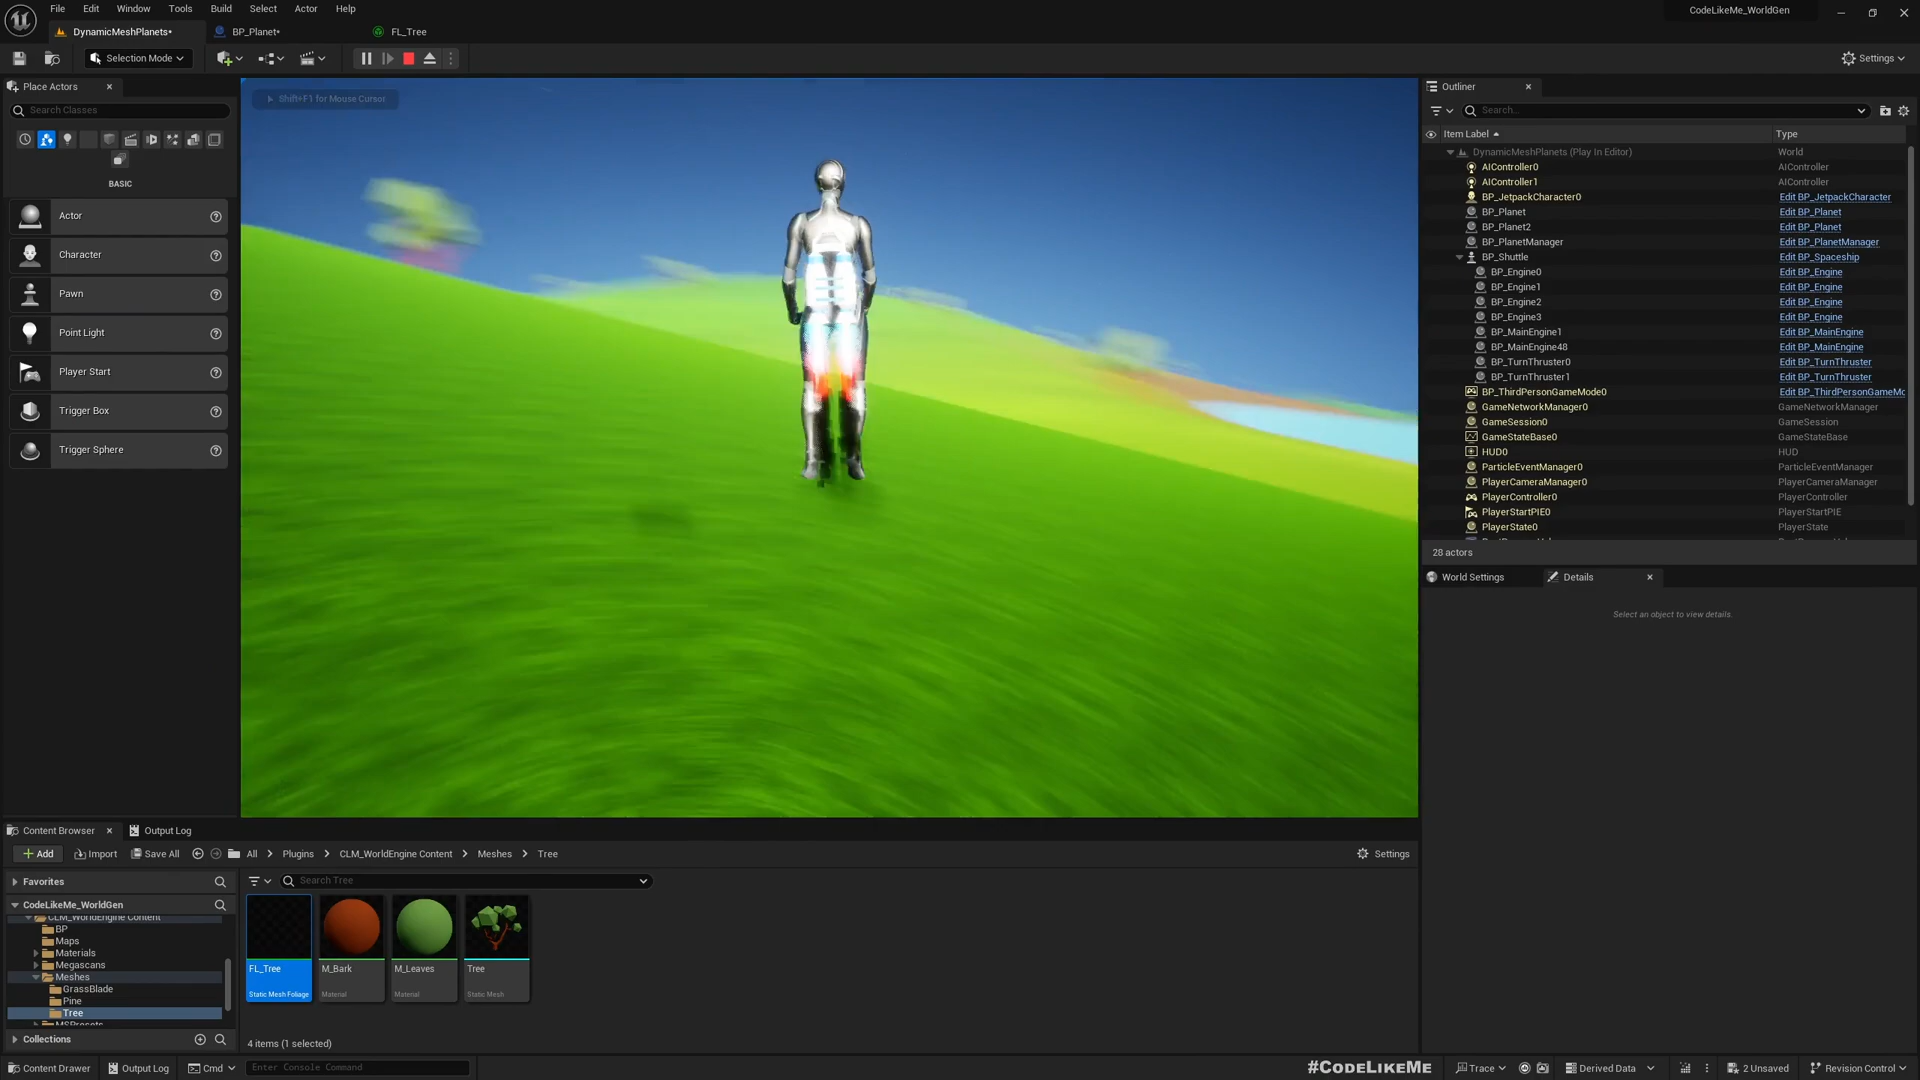 File Edit Window Tools Build Select Actor Help
CodeLikeMe_WorldGen
DynamicMeshPlanets*
BP_Planet*
FL_Tree
Selection Mode
Settings
Place Actors
Search Classes
BASIC
Actor
Character
Pawn
Point Light
Player Start
Trigger Box
Trigger Sphere
Shift+F1 for Mouse Cursor
Outliner
Search...
Item Label Type
DynamicMeshPlanets (Play In Editor) World
AIController0 AIController
AIController1 AIController
BP_JetpackCharacter0 Edit BP_JetpackCharacter
BP_Planet Edit BP_Planet
BP_Planet2 Edit BP_Planet
BP_PlanetManager Edit BP_PlanetManager
BP_Shuttle Edit BP_Spaceship
BP_Engine0 Edit BP_Engine
BP_Engine1 Edit BP_Engine
BP_Engine2 Edit BP_Engine
BP_Engine3 Edit BP_Engine
BP_MainEngine1 Edit BP_MainEngine
BP_MainEngine48 Edit BP_MainEngine
BP_TurnThruster0 Edit BP_TurnThruster
BP_TurnThruster1 Edit BP_TurnThruster
BP_ThirdPersonGameMode0 Edit BP_ThirdPersonGameMo
GameNetworkManager0 GameNetworkManager
GameSession0 GameSession
GameStateBase0 GameStateBase
HUD0 HUD
ParticleEventManager0 ParticleEventManager
PlayerCameraManager0 PlayerCameraManager
PlayerController0 PlayerController
PlayerStartPIE0 PlayerStartPIE
PlayerState0 PlayerState
28 actors
World Settings
Details
Select an object to view details.
Content Browser
Output Log
Add
Import
Save All
All > Plugins > CLM_WorldEngine Content > Meshes > Tree
Settings
Favorites
CodeLikeMe_WorldGen
CLM_WorldEngine Content
BP
Maps
Materials
Megascans
Meshes
GrassBlade
Pine
Tree
MSPresets
Collections
Search Tree
FL_Tree
Static Mesh Foliage
M_Bark
Material
M_Leaves
Material
Tree
Static Mesh
4 items (1 selected)
Content Drawer
Output Log
Cmd
Enter Console Command
#CodeLikeMe
Trace
Derived Data
2 Unsaved
Revision Control